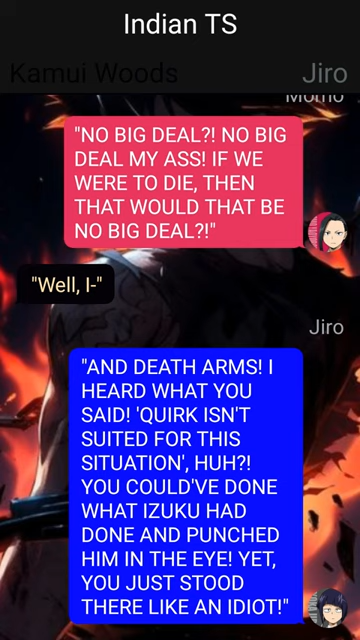 Indian TS
Kamui Woods
Jiro
Momo
"NO BIG DEAL?! NO BIG
DEAL MY ASS! IF WE
WERE TO DIE, THEN
THAT WOULD THAT BE
NO BIG DEAL?!"
"Well, I-"
Jiro
"AND DEATH ARMS! I
HEARD WHAT YOU
SAID! 'QUIRK ISN'T
SUITED FOR THIS
SITUATION', HUH?!
YOU COULD'VE DONE
WHAT IZUKU HAD
DONE AND PUNCHED
HIM IN THE EYE! YET,
YOU JUST STOOD
THERE LIKE AN IDIOT!"